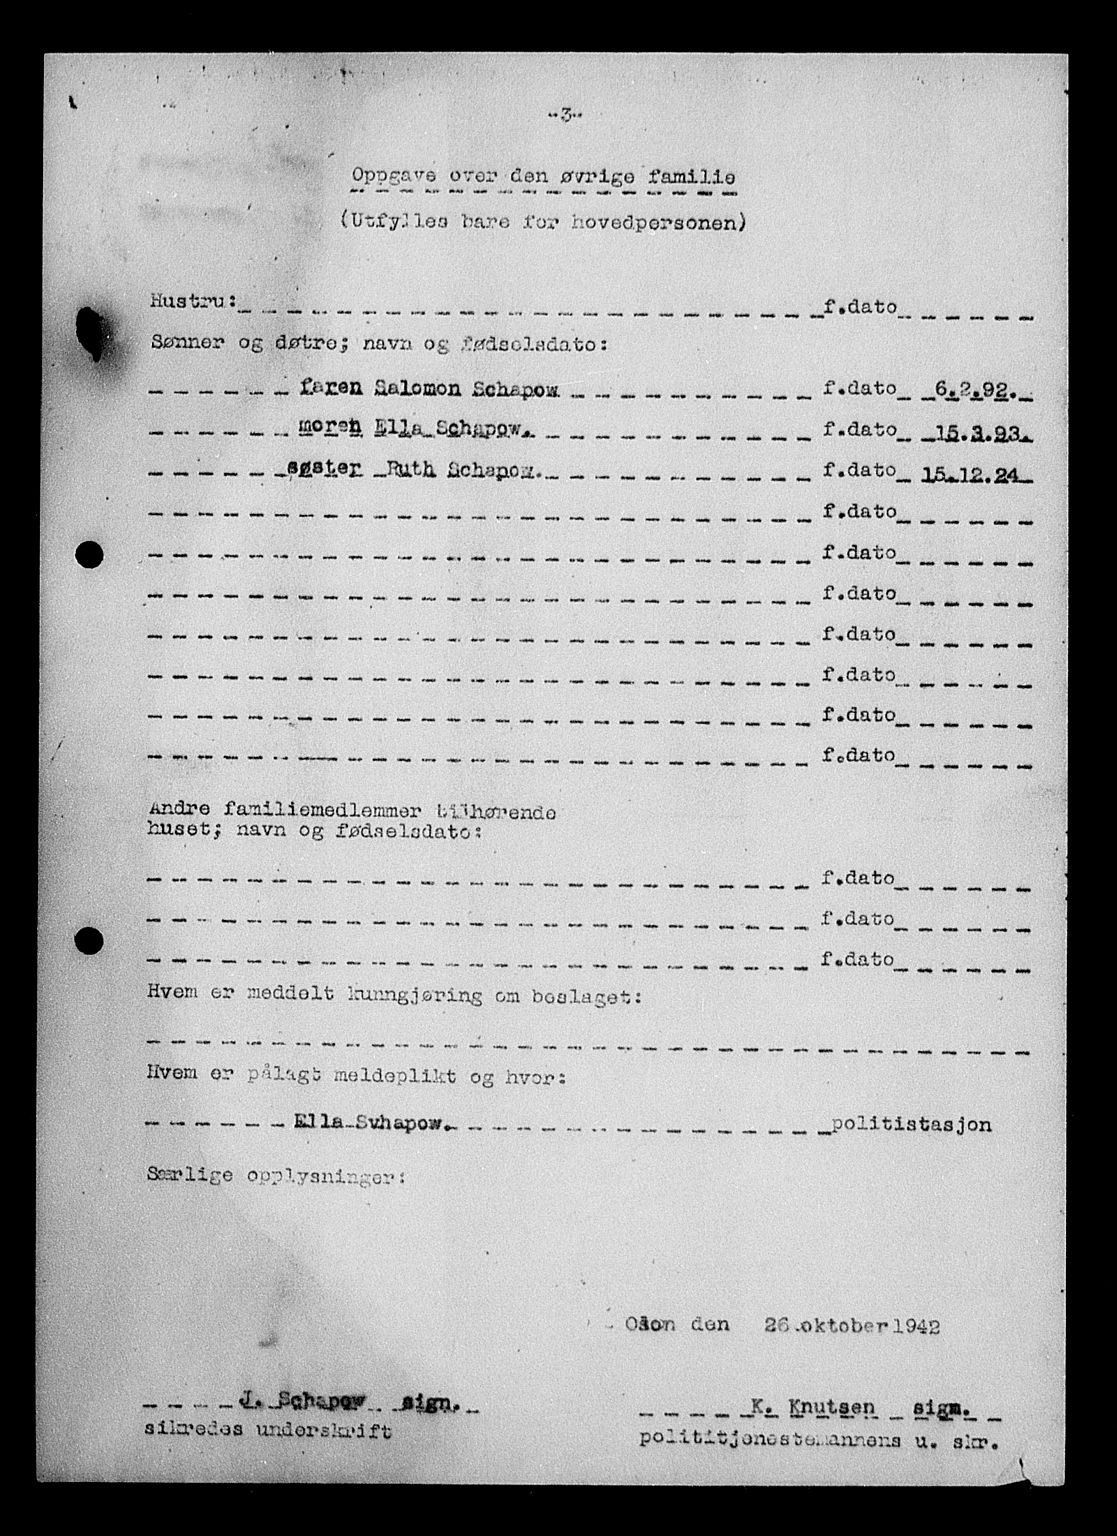 -3-
Oppgave over den øvrige familie
(Utfylles bare for hovedpersonen)
Hustru: f.dato
Sønner og døtre; navn og fødselsdato:
faren Salomon Schapow f.dato 6.2.92.
moren Ella Schapow. f.dato 15.3.93.
søster Ruth Schapow. f.dato 15.12.24
f.dato
f.dato
f.dato
f.dato
f.dato
f.dato
f.dato
Andre familiemedlemmer tilhørende
huset; navn og fødselsdato:
f.dato
f.dato
f.dato
Hvem er meddelt kunngjøring om beslaget:
Hvem er pålagt meldeplikt og hvor:
Ella Svhapow. politistasjon
Særlige opplysninger:
den 26.oktober 1942
J. Schapow sign. K. Knutsen sign.
sikredes underskrift polititjenestemannens u. skr.